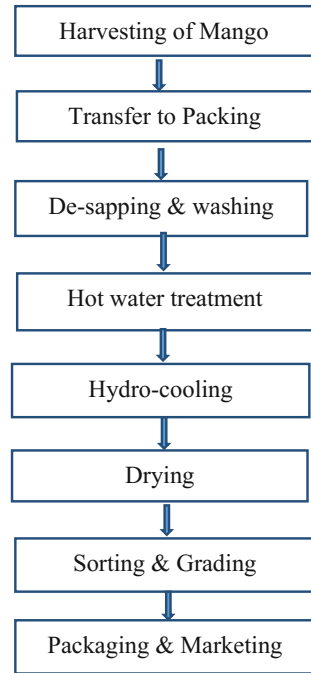 Harvesting of Mango
Transfer to Packing
De-sapping & washing
Hot water treatment
Hydro-cooling
Drying
Sorting & Grading
Packaging & Marketing